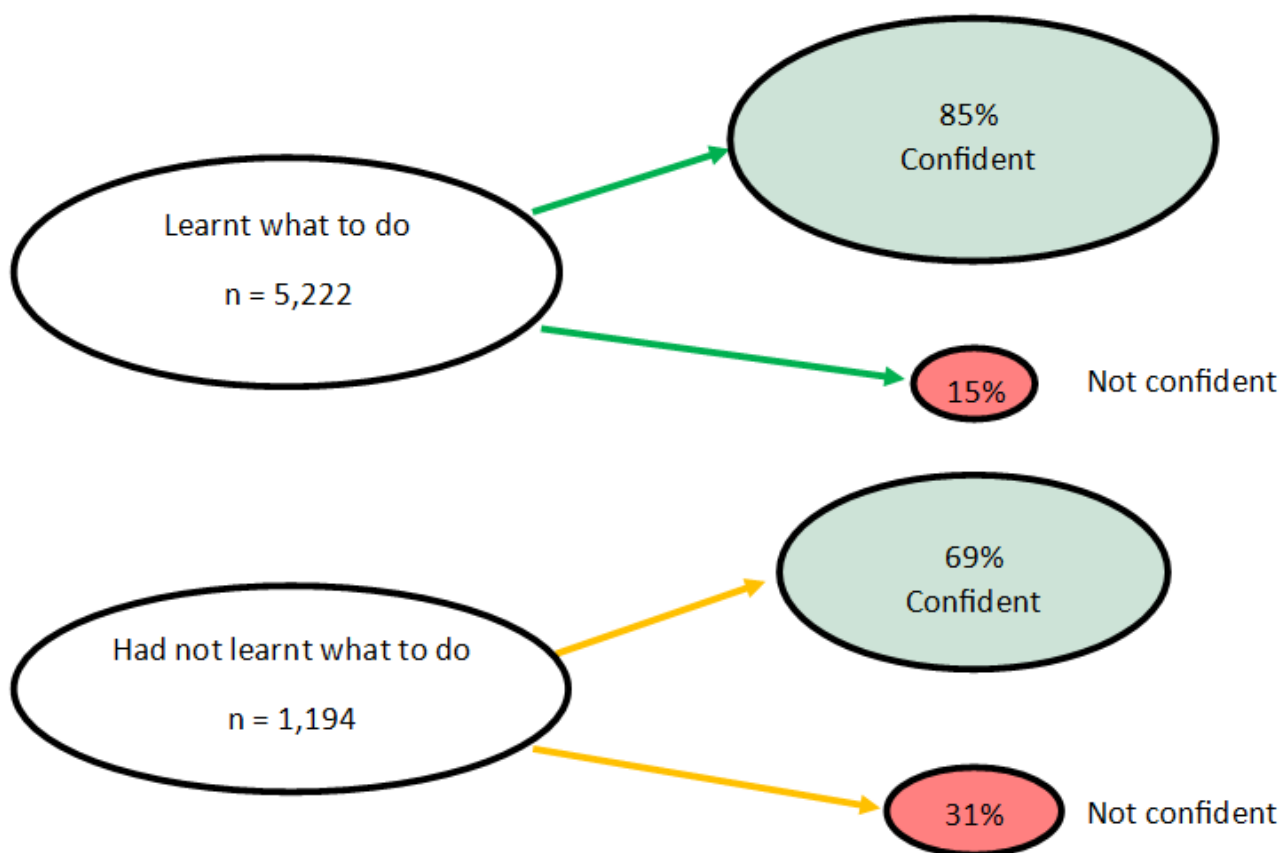 85%
Confident
Learnt what to do
n = 5,222
15%
Not confident
69%
Confident
Had not learnt what to do
n = 1,194
31%
Not confident